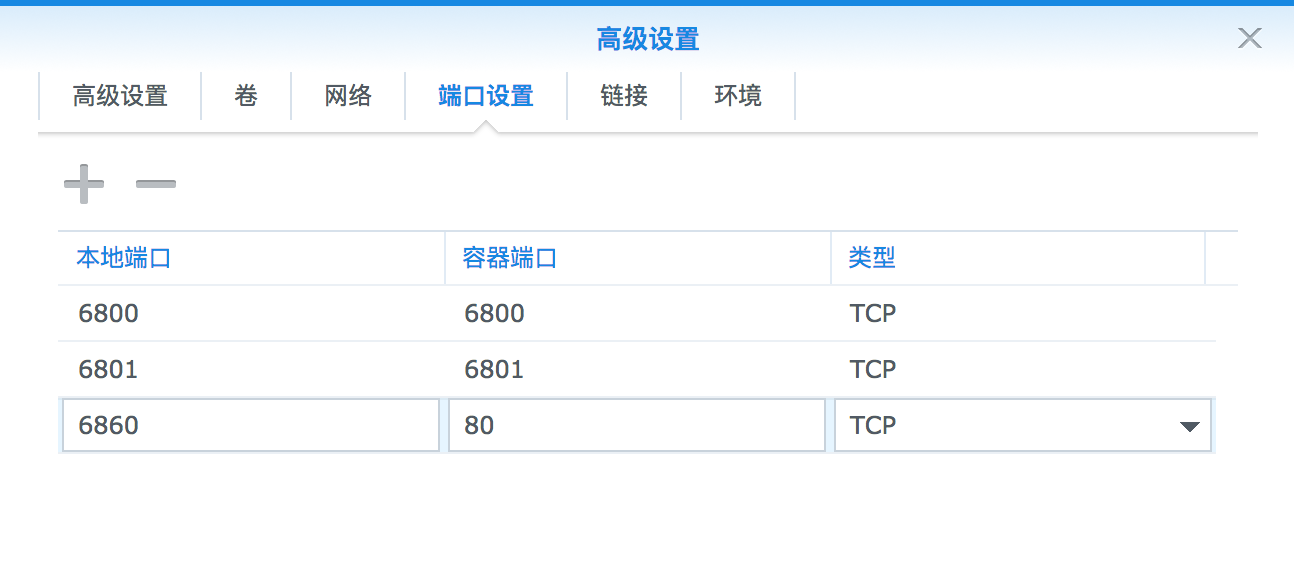 高级设置
高级设置 卷 网络 端口设置 链接 环境
本地端口 容器端口 类型
6800 6800 TCP
6801 6801 TCP
6860 80 TCP